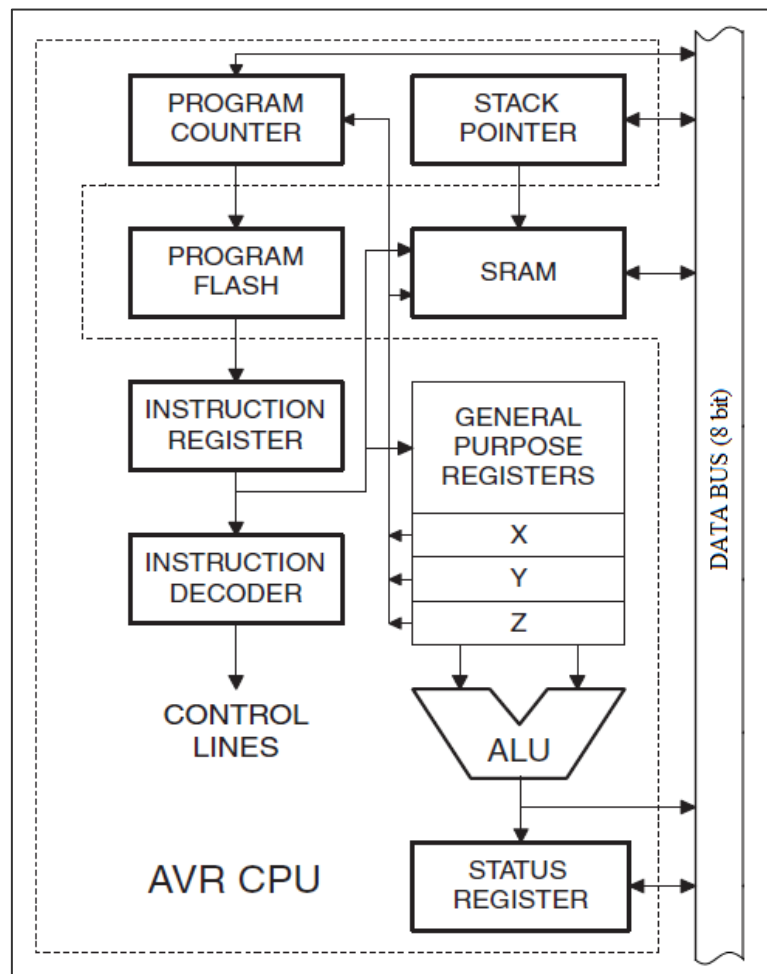 PROGRAM
COUNTER
STACK
POINTER
PROGRAM
FLASH
SRAM
INSTRUCTION
REGISTER
GENERAL
PURPOSE
REGISTERS
X
Y
Z
INSTRUCTION
DECODER
CONTROL
LINES
ALU
AVR CPU
STATUS
REGISTER
DATA BUS (8 bit)